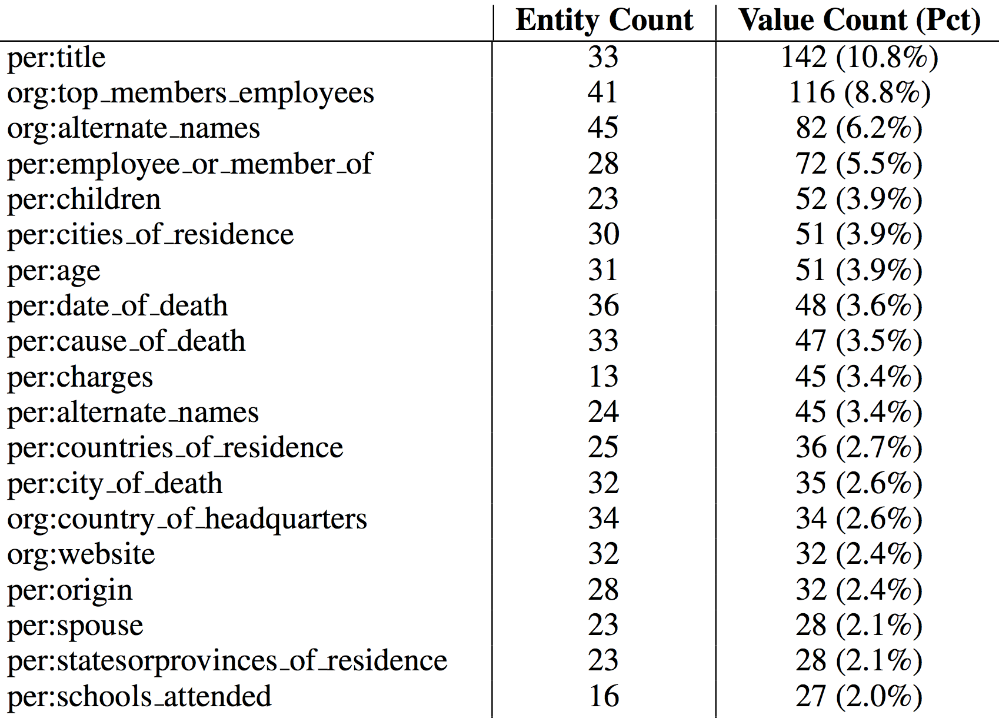 Entity Count Value Count (Pct)
per:title 33 142 (10.8%)
org:top_members_employees 41 116 (8.8%)
org:alternate_names 45 82 (6.2%)
per:employee_or_member_of 28 72 (5.5%)
per:children 23 52 (3.9%)
per:cities_of_residence 30 51 (3.9%)
per:age 31 51 (3.9%)
per:date_of_death 36 48 (3.6%)
per:cause_of_death 33 47 (3.5%)
per:charges 13 45 (3.4%)
per:alternate_names 24 45 (3.4%)
per:countries_of_residence 25 36 (2.7%)
per:city_of_death 32 35 (2.6%)
org:country_of_headquarters 34 34 (2.6%)
org:website 32 32 (2.4%)
per:origin 28 32 (2.4%)
per:spouse 23 28 (2.1%)
per:statesorprovinces_of_residence 23 28 (2.1%)
per:schools_attended 16 27 (2.0%)